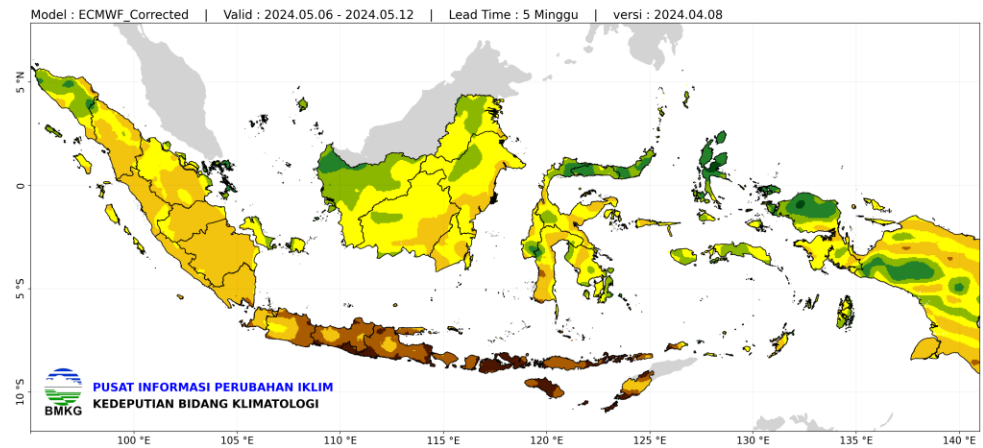 Model : ECMWF_Corrected | Valid : 2024.05.06 - 2024.05.12 | Lead Time : 5 Minggu | versi : 2024.04.08
5 °N
0
5 °S
10 °S
BMKG
PUSAT INFORMASI PERUBAHAN IKLIM
KEDEPUTIAN BIDANG KLIMATOLOGI
100 °E 105 °E 110 °E 115 °E 120 °E 125 °E 130 °E 135 °E 140 °E